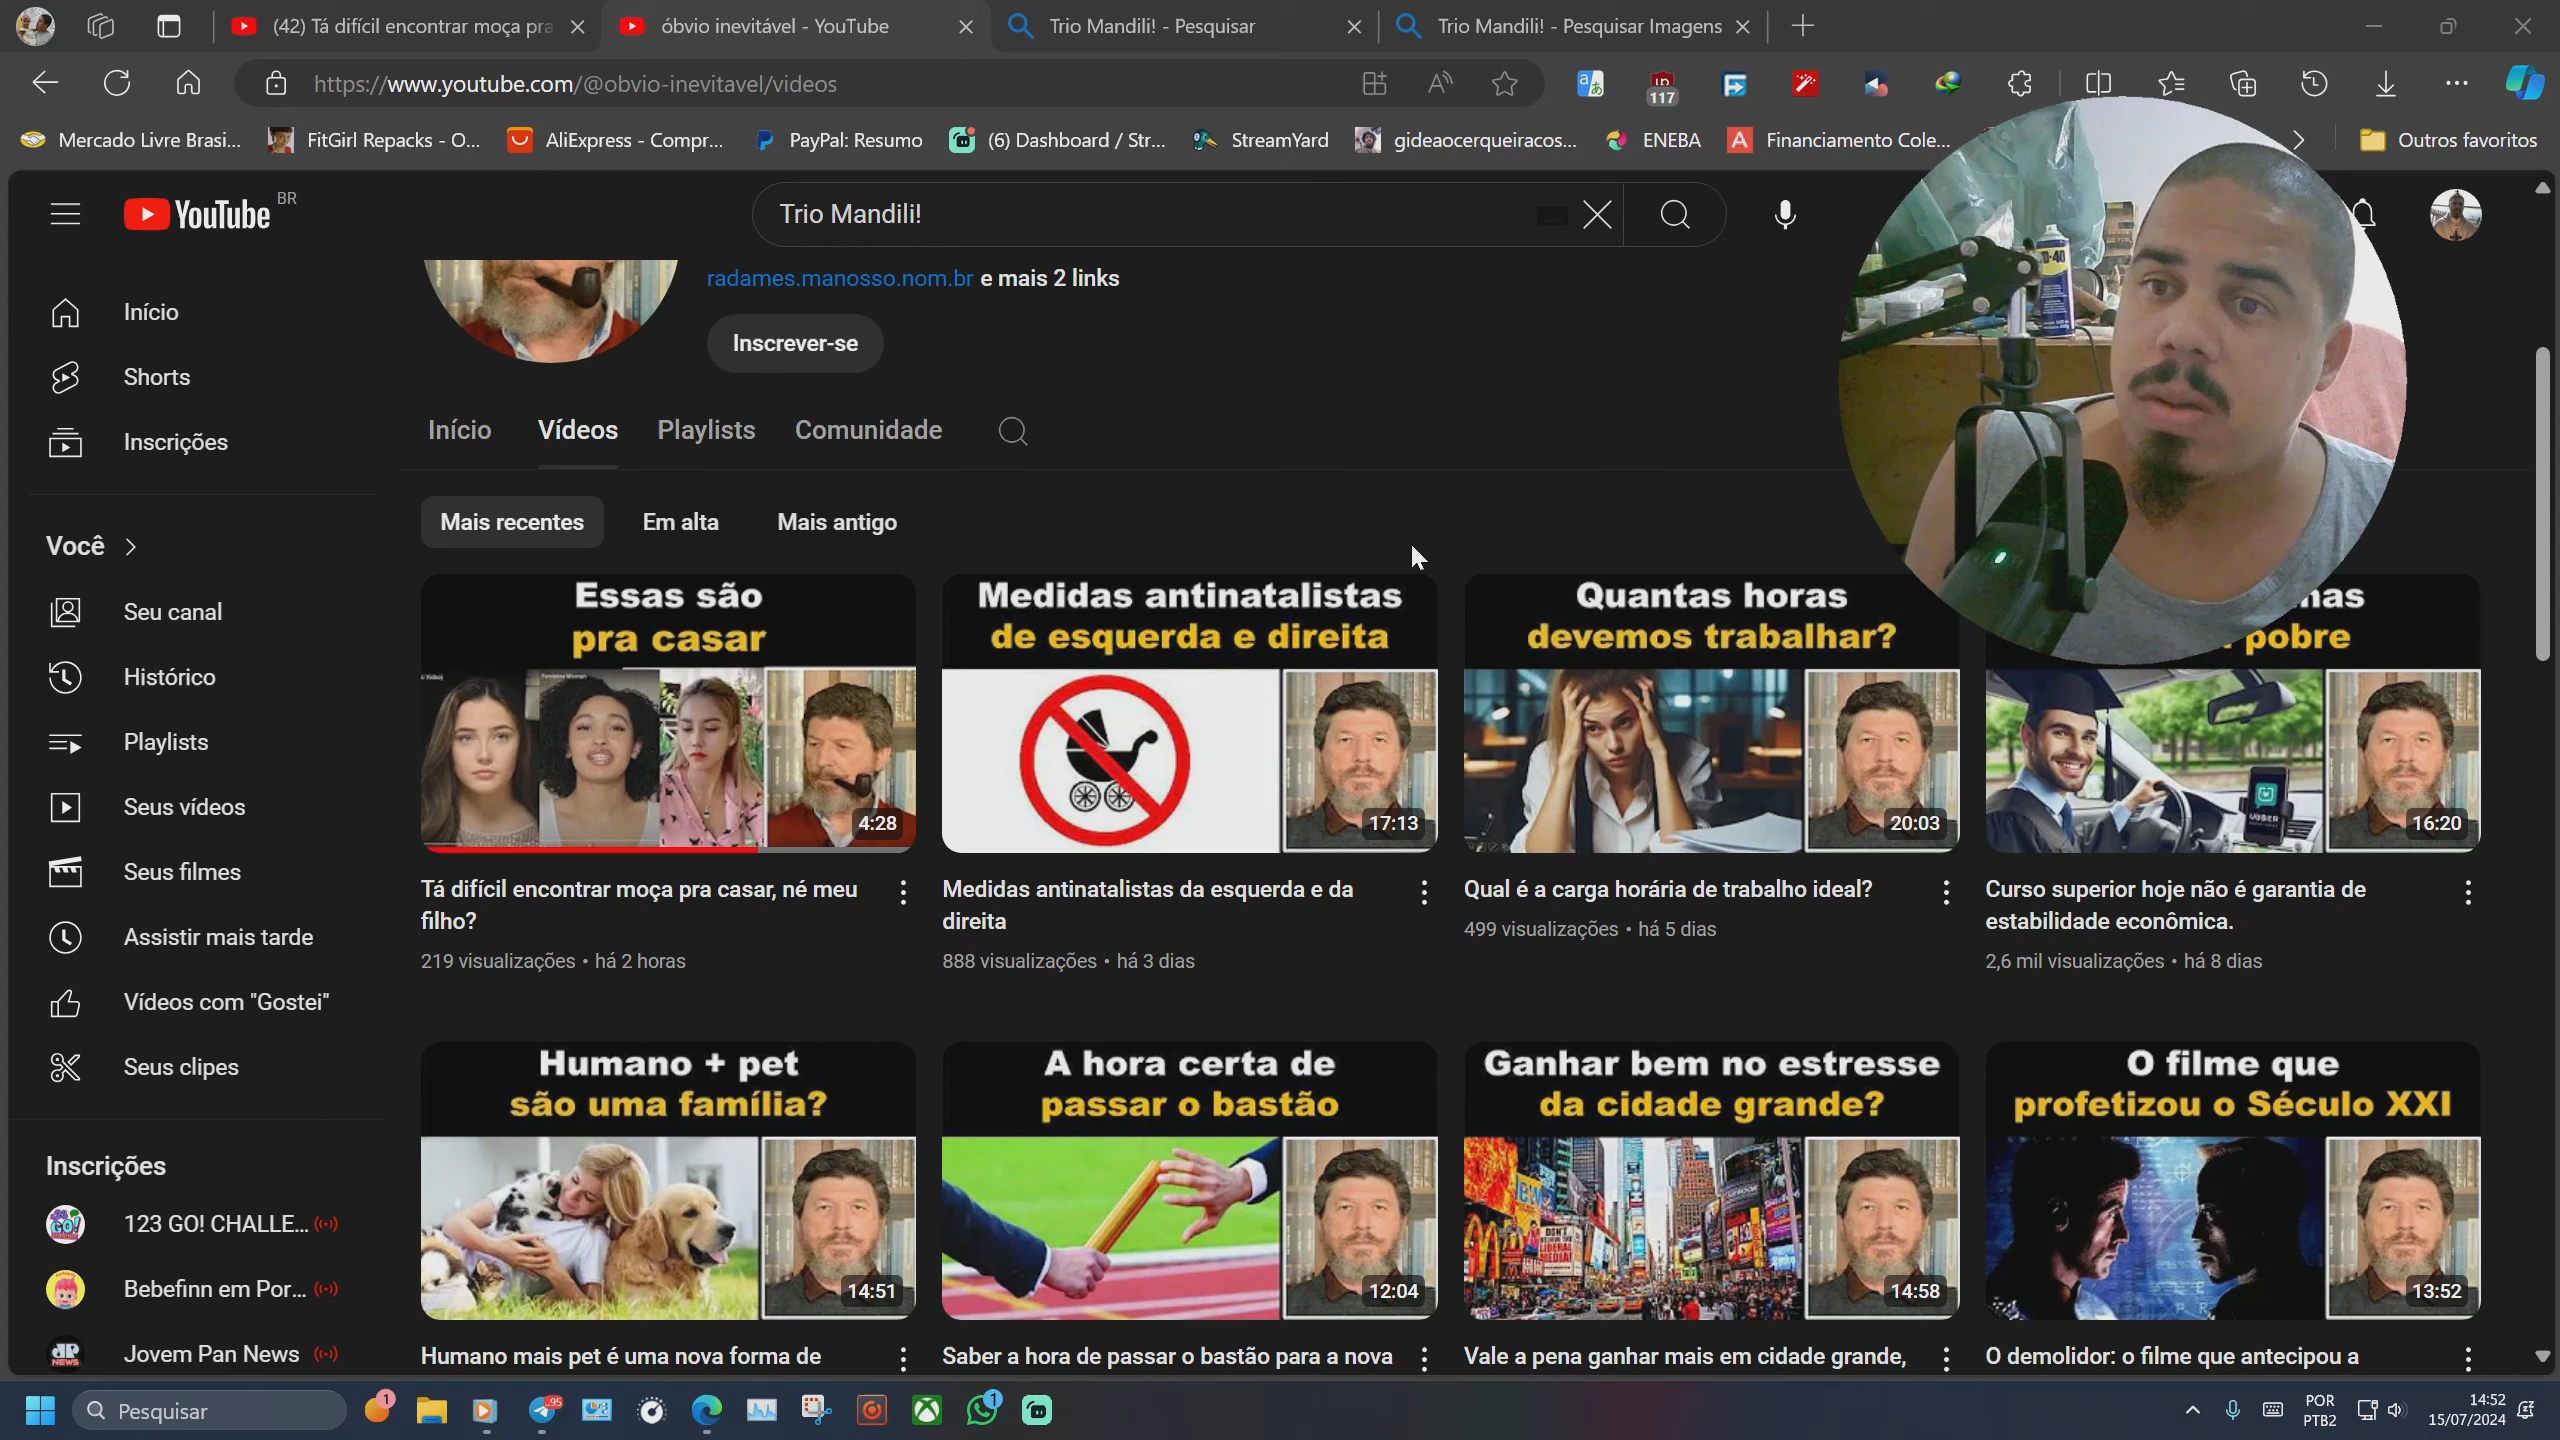 (42) Tá difícil encontrar moça pra
óbvio inevitável - YouTube
Trio Mandili! - Pesquisar
Trio Mandili! - Pesquisar Imagens
https://www.youtube.com/@obvio-inevitavel/videos
117
Mercado Livre Brasi...
FitGirl Repacks - O...
AliExpress - Compr...
PayPal: Resumo
(6) Dashboard / Str...
StreamYard
gideaocerqueiracos...
ENEBA
Financiamento Cole...
Outros favoritos
YouTube BR
Trio Mandili!
radames.manosso.nom.br e mais 2 links
Inscrever-se
Início
Shorts
Inscrições
Início
Vídeos
Playlists
Comunidade
Mais recentes
Em alta
Mais antigo
Você
Seu canal
Histórico
Playlists
Seus vídeos
Seus filmes
Assistir mais tarde
Vídeos com "Gostei"
Seus clipes
Inscrições
123 GO! CHALLE...
Bebefinn em Por...
Jovem Pan News
Essas são
pra casar
4:28
Tá difícil encontrar moça pra casar, né meu
filho?
219 visualizações • há 2 horas
Medidas antinatalistas
de esquerda e direita
17:13
Medidas antinatalistas da esquerda e da
direita
888 visualizações • há 3 dias
Quantas horas
devemos trabalhar?
20:03
Qual é a carga horária de trabalho ideal?
499 visualizações • há 5 dias
pobre
UBER
16:20
Curso superior hoje não é garantia de
estabilidade econômica.
2,6 mil visualizações • há 8 dias
Humano + pet
são uma família?
14:51
Humano mais pet é uma nova forma de
A hora certa de
passar o bastão
12:04
Saber a hora de passar o bastão para a nova
Ganhar bem no estresse
da cidade grande?
14:58
Vale a pena ganhar mais em cidade grande,
O filme que
profetizou o Século XXI
13:52
O demolidor: o filme que antecipou a
Pesquisar
POR
PTB2
14:52
15/07/2024